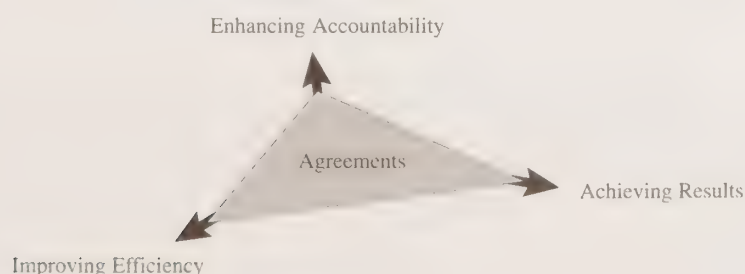 Enhancing Accountability
Agreements
Achieving Results
Improving Efficiency